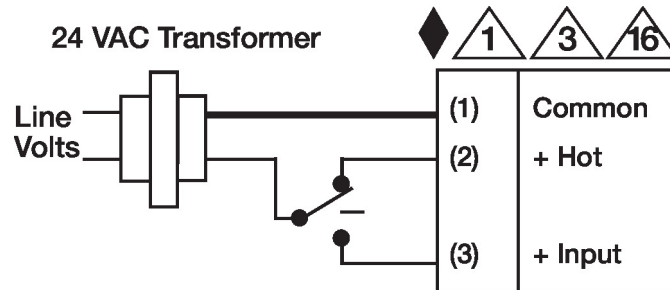 24 VAC Transformer
1
3
16
Line
Volts
(1) Common
(2) + Hot
(3) + Input